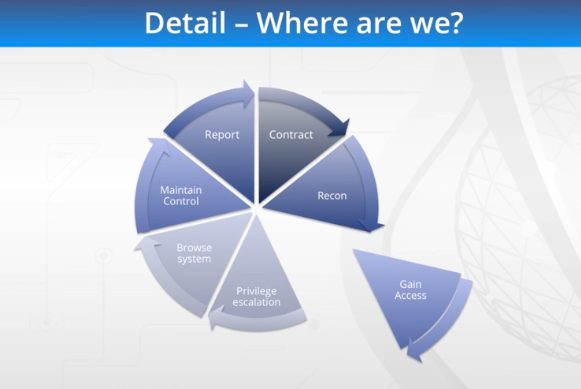 Detail – Where are we?
Report
Contract
Recon
Gain
Access
Privilege
escalation
Browse
system
Maintain
Control